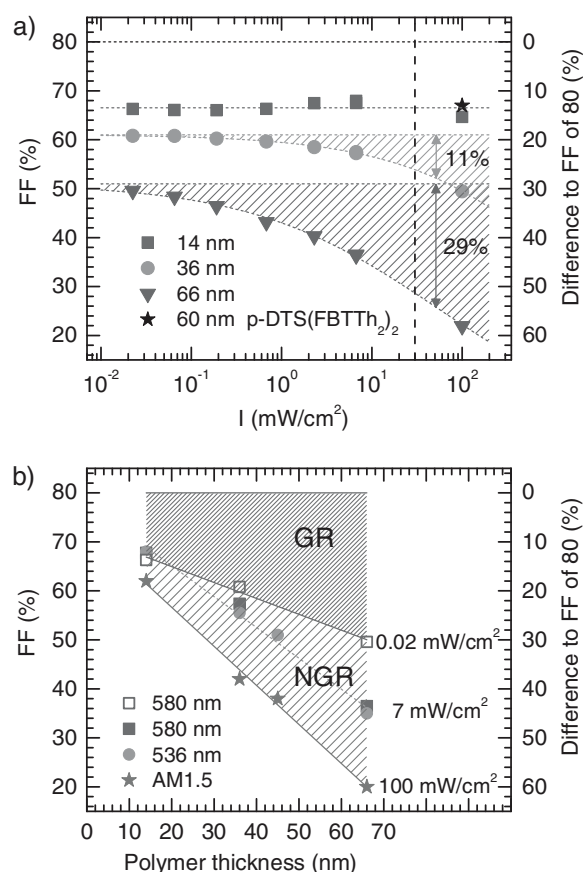 a)
80
70
60
50
40
30
20
FF (%)
0
10
20
30
40
50
60
Difference to FF of 80 (%)
11%
29%
14 nm
36 nm
66 nm
60 nm p-DTS(FBTTh2)2
10-2
10-1
100
101
102
I (mW/cm2)
b)
80
70
60
50
40
30
20
FF (%)
0
10
20
30
40
50
60
Difference to FF of 80 (%)
GR
NGR
0.02 mW/cm2
7 mW/cm2
100 mW/cm2
580 nm
580 nm
536 nm
AM1.5
0 10 20 30 40 50 60 70
Polymer thickness (nm)